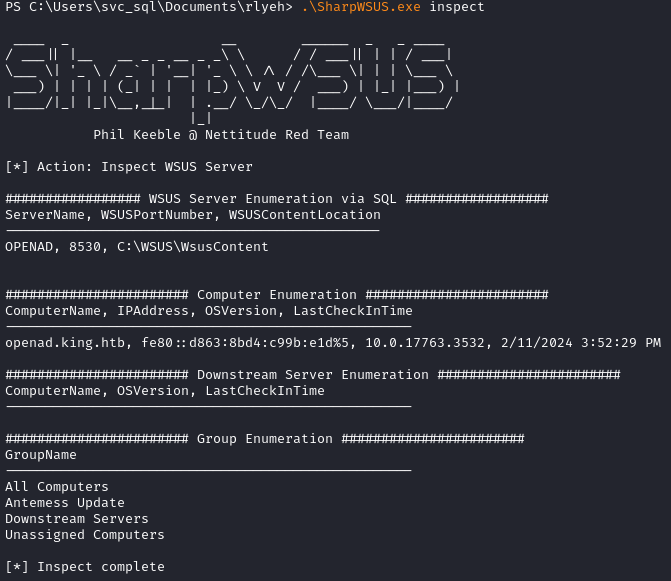 PS C:\Users\svc_sql\Documents\rlyeh> .\SharpWSUS.exe inspect
SharpWSUS
Phil Keeble @ Nettitude Red Team
[*] Action: Inspect WSUS Server
################# WSUS Server Enumeration via SQL ##################
ServerName, WSUSPortNumber, WSUSContentLocation
-----------------------------------------------
OPENAD, 8530, C:\WSUS\WsusContent
####################### Computer Enumeration #######################
ComputerName, IPAddress, OSVersion, LastCheckInTime
---------------------------------------------------
openad.king.htb, fe80::d863:8bd4:c99b:e1d%5, 10.0.17763.3532, 2/11/2024 3:52:29 PM
####################### Downstream Server Enumeration #######################
ComputerName, OSVersion, LastCheckInTime
---------------------------------------------------
####################### Group Enumeration #######################
GroupName
---------------------------------------------------
All Computers
Antemess Update
Downstream Servers
Unassigned Computers
[*] Inspect complete